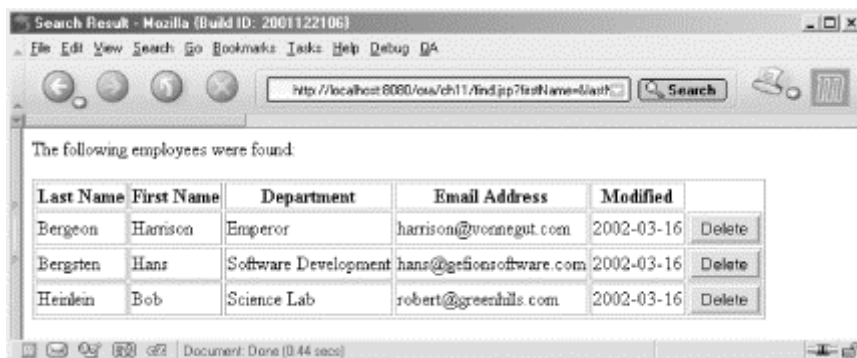 Search Result - Mozilla {Build ID: 2001122106}
File Edit View Search Go Bookmarks Tasks Help Debug QA
http://localhost:8080/ora/ch11/find.jsp?firstName=&last Search
The following employees were found:
Last Name First Name Department Email Address Modified
Bergeon Harrison Emperor harrison@vonnegut.com 2002-03-16 Delete
Bergsten Hans Software Development hans@gefionsoftware.com 2002-03-16 Delete
Heinlein Bob Science Lab robert@greenhills.com 2002-03-16 Delete
Document: Done (0.44 secs)